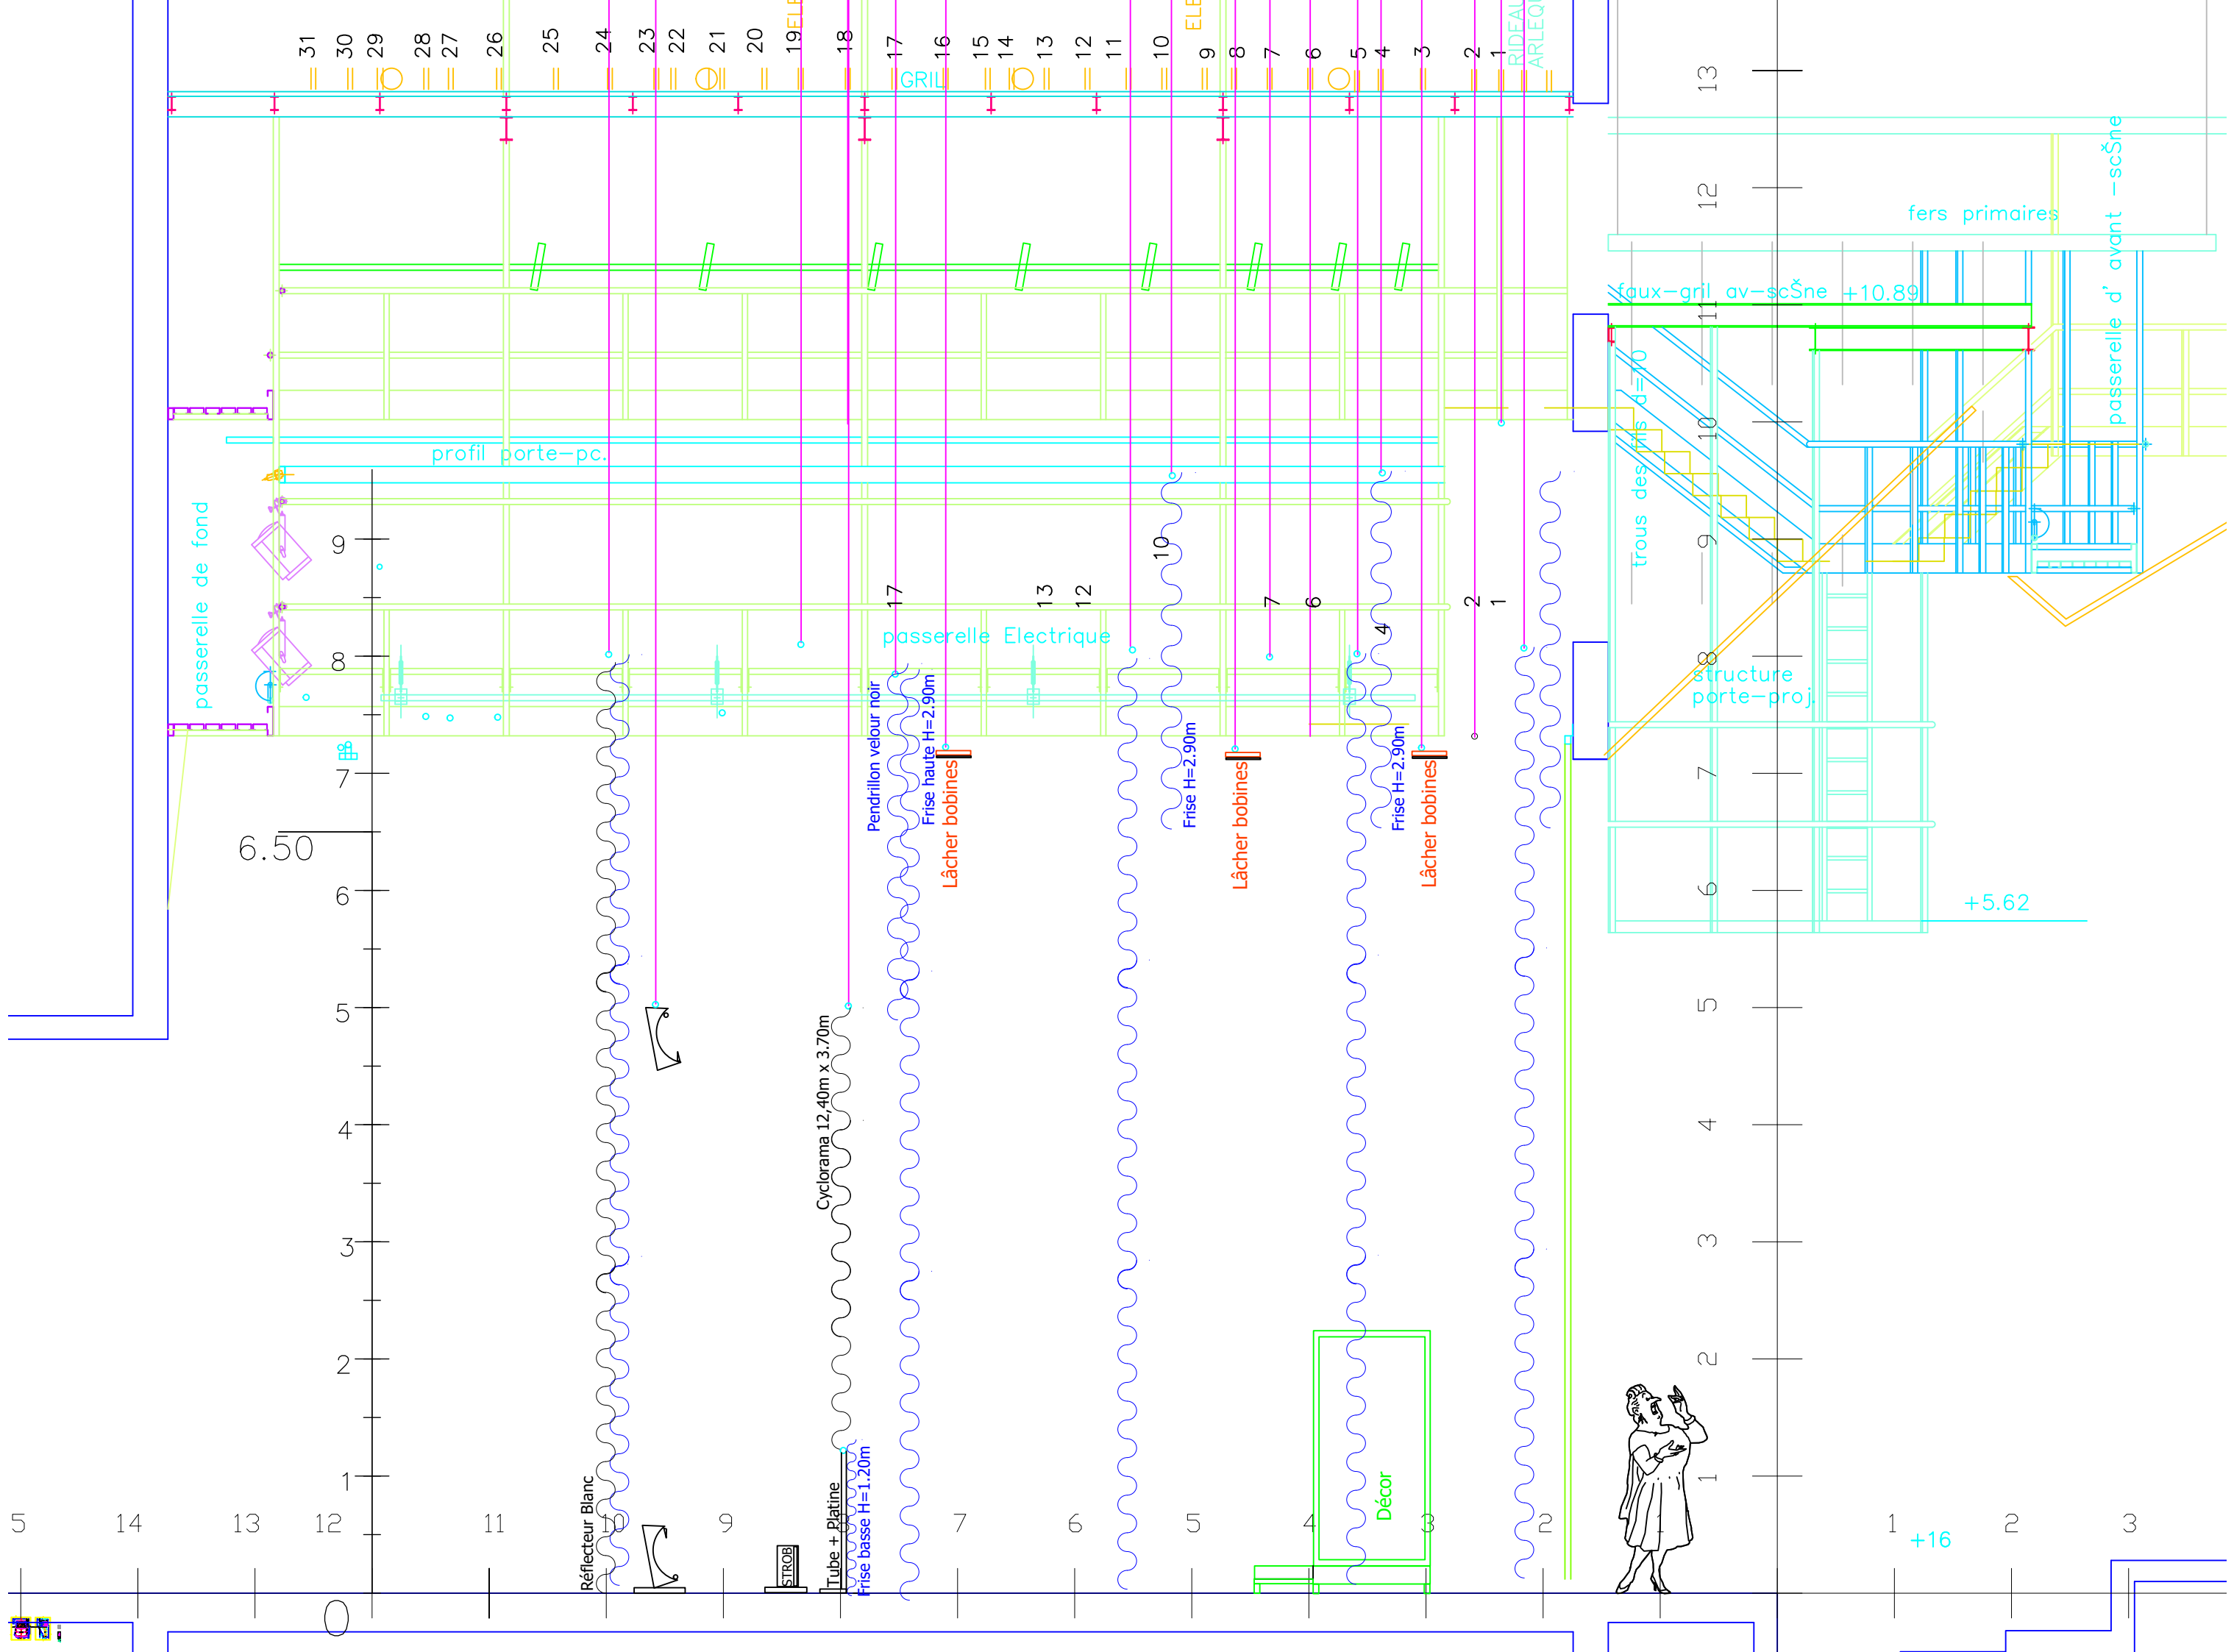 31 30 29 28 27 26 25 24 23 22 21 20 19 18 17 16 15 14 13 12 11 10 9 8 7 6 5 4 3 2 1
GRIL
13
12
11
10
9
8
7
6
5
4
3
2
1
fers primaires
passerelle d' avant -scŠne
faux-gril av-scŠne +10.89
trous des fils d=10
profil porte-pc.
passerelle de fond
passerelle Electrique
17
13
12
10
7
6
4
2
1
structure
porte-proj.
+5.62
9
8
7
6.50
6
5
4
3
2
1
0
Pendrillon velour noir
Frise haute H=2.90m
Lâcher bobines
Frise H=2.90m
Lâcher bobines
Frise H=2.90m
Lâcher bobines
Cyclorama 12,40m x 3.70m
Réflecteur Blanc
STROB
Tube + Platine
Frise basse H=1.20m
Décor
5 14 13 12 11 10 9 7 6 5 4 3 2 1 1 2 3
+16